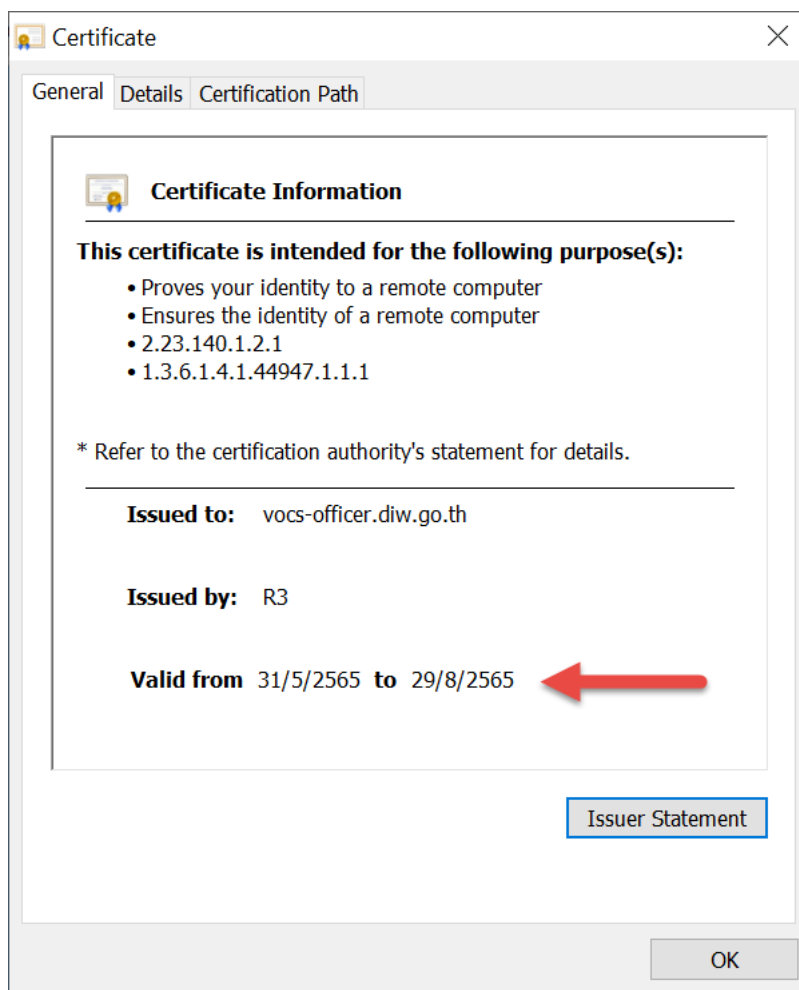 Certificate
General Details Certification Path
Certificate Information
This certificate is intended for the following purpose(s):
• Proves your identity to a remote computer
• Ensures the identity of a remote computer
• 2.23.140.1.2.1
• 1.3.6.1.4.1.44947.1.1.1
* Refer to the certification authority's statement for details.
Issued to: vocs-officer.diw.go.th
Issued by: R3
Valid from 31/5/2565 to 29/8/2565
Issuer Statement
OK